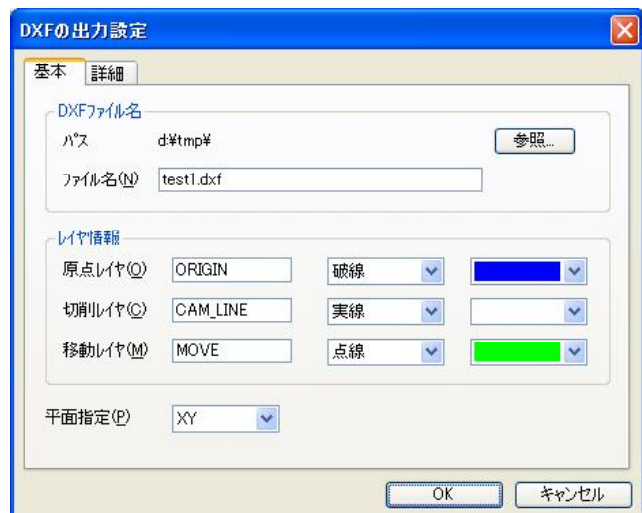 DXFの出力設定
基本 詳細
DXFファイル名
パス d:¥tmp¥ 参照...
ファイル名(N) test1.dxf
レイヤ情報
原点レイヤ(O) ORIGIN 破線
切削レイヤ(C) CAM_LINE 実線
移動レイヤ(M) MOVE 点線
平面指定(P) XY
OK キャンセル